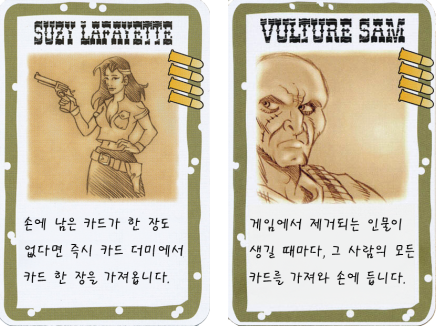 SUZY LAFAYETTE
손에 남은 카드가 한 장도
없다면 즉시 카드 더미에서
카드 한 장을 가져옵니다.
VULTURE SAM
게임에서 제거되는 인물이
생길 때마다, 그 사람의 모든
카드를 가져와 손에 듭니다.